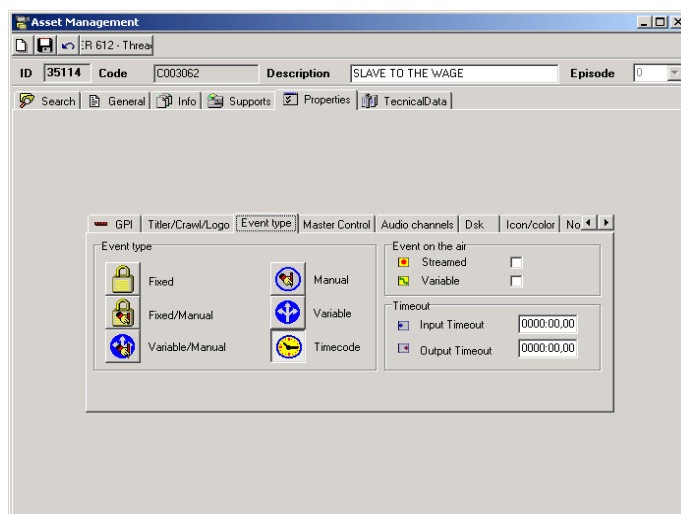 Asset Management
ER 612 - Threa
ID 35114 Code C003062 Description SLAVE TO THE WAGE Episode 0
Search General Info Supports Properties TecnicalData
GPI Titler/Crawl/Logo Event type Master Control Audio channels Dsk Icon/color No
Event type Event on the air
Streamed
Fixed Manual
Variable
Timeout
Fixed/Manual Variable
Input Timeout 0000:00,00
Variable/Manual Timecode
Output Timeout 0000:00,00